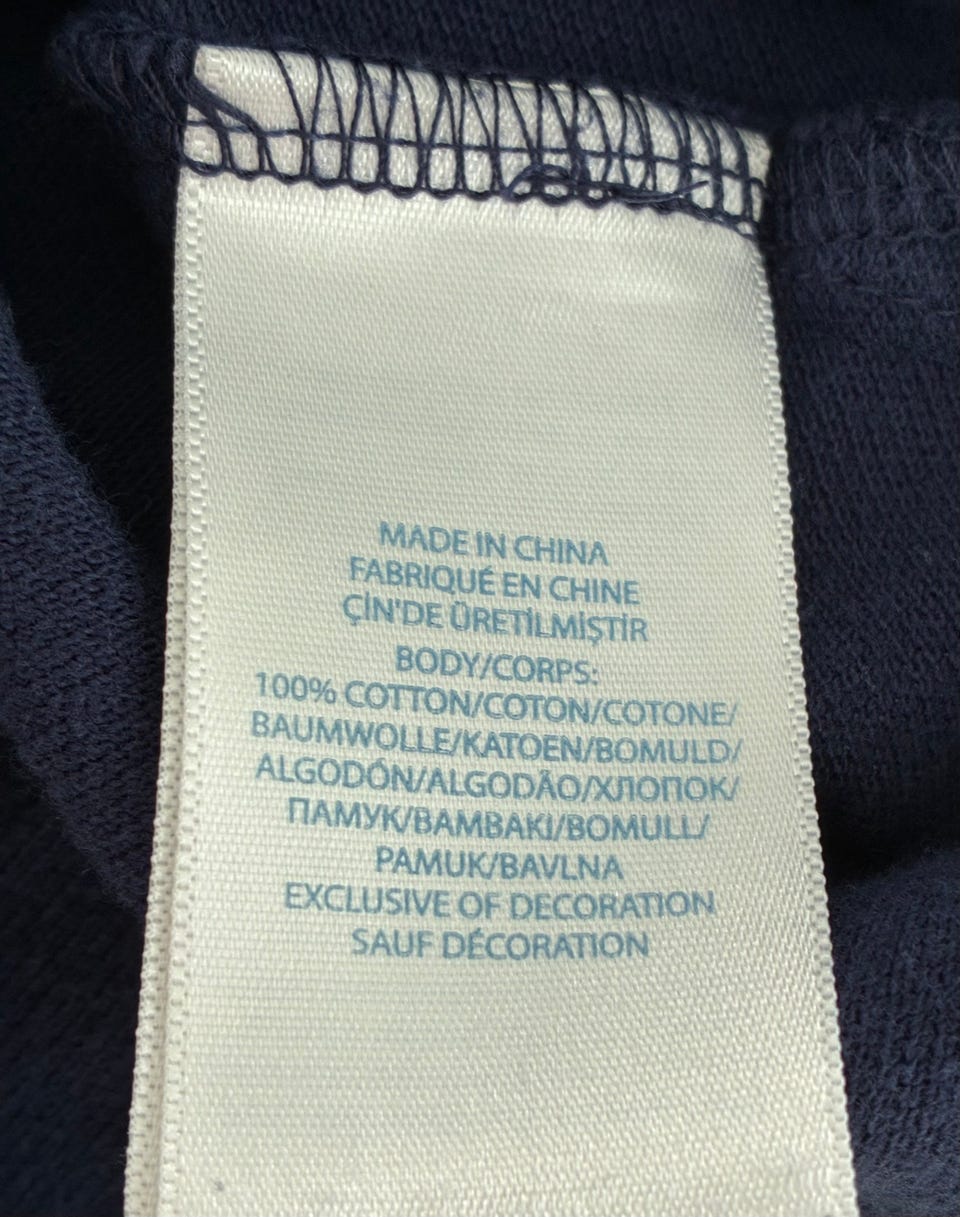 MADE IN CHINA
FABRIQUÉ EN CHINE
ÇİN'DE ÜRETİLMİŞTİR
BODY/CORPS:
100% COTTON/COTON/COTONE/
BAUMWOLLE/KATOEN/BOMULD/
ALGODÓN/ALGODÃO/ХЛОПОК/
ПАМУК/BAMBAKI/BOMULL/
PAMUK/BAVLNA
EXCLUSIVE OF DECORATION
SAUF DÉCORATION